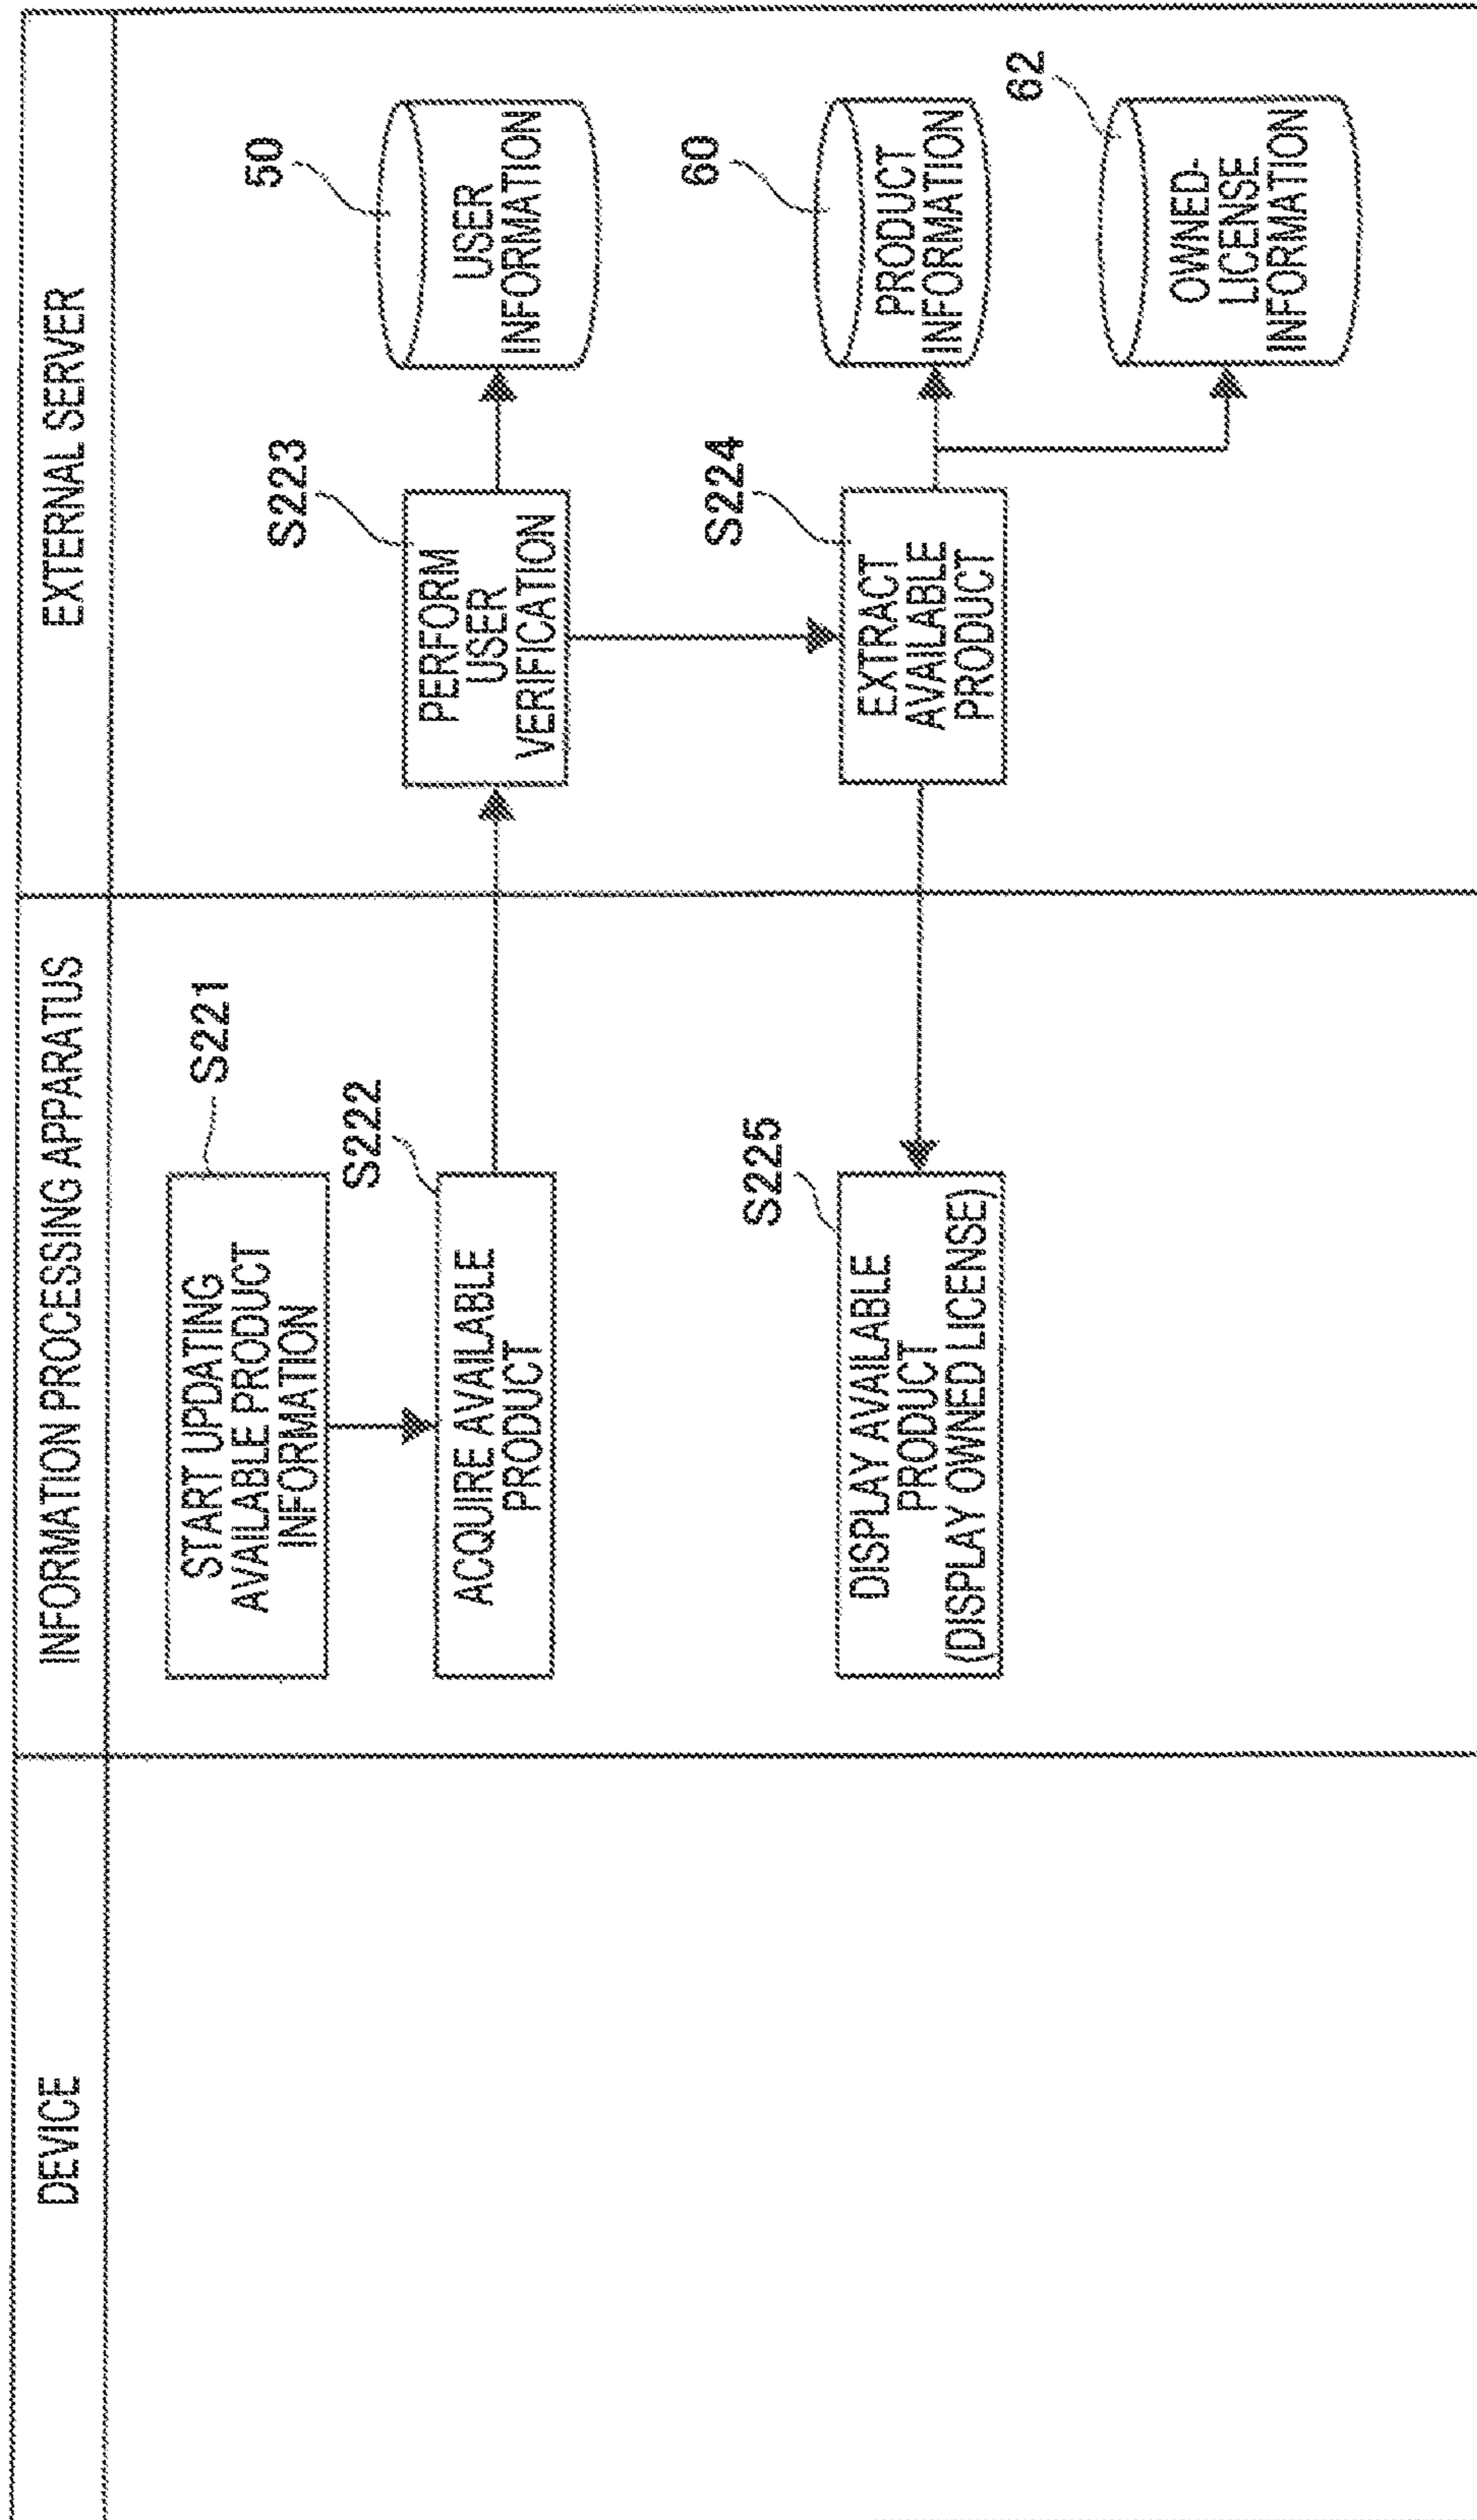 DEVICE
INFORMATION PROCESSING APPARATUS
EXTERNAL SERVER
S221
START UPDATING
AVAILABLE PRODUCT
INFORMATION
S222
ACQUIRE AVAILABLE
PRODUCT
S223
PERFORM
USER
VERIFICATION
50
USER
INFORMATION
S224
EXTRACT
AVAILABLE
PRODUCT
60
PRODUCT
INFORMATION
62
OWNED-
LICENSE
INFORMATION
S225
DISPLAY AVAILABLE
PRODUCT
(DISPLAY OWNED LICENSE)